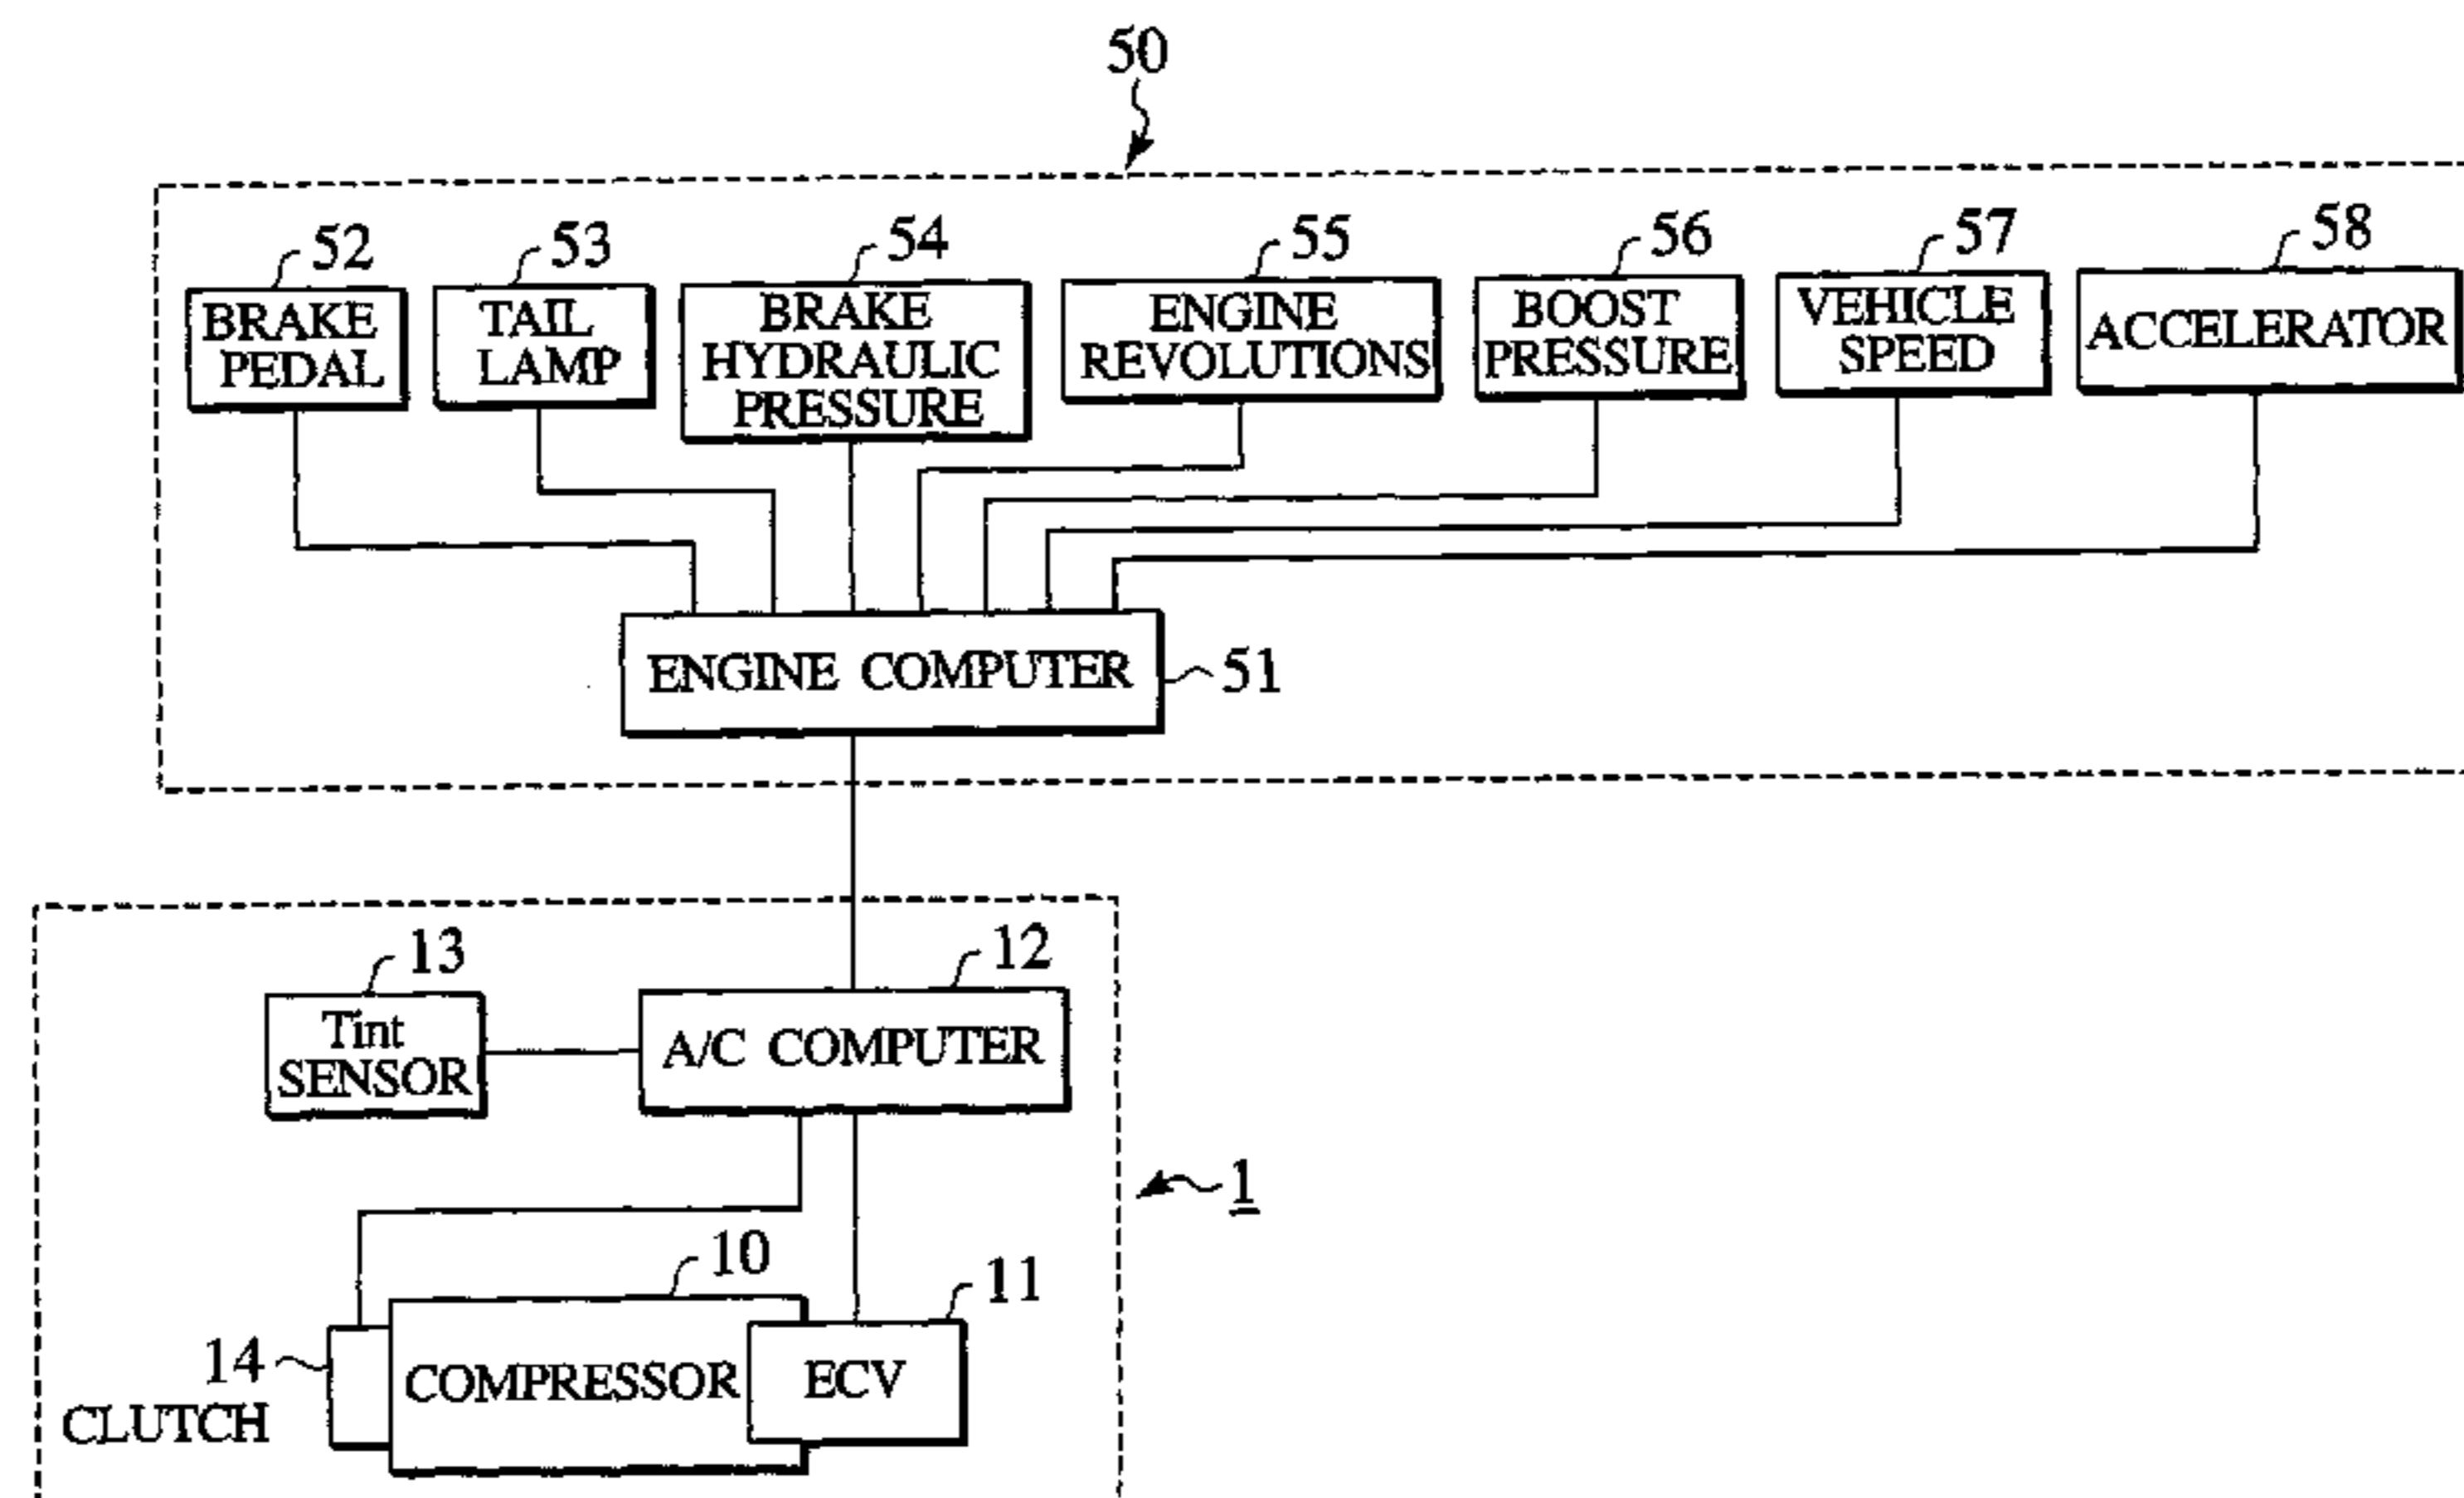 50
52
53
54
55
56
57
58
BRAKE
PEDAL
TAIL
LAMP
BRAKE
HYDRAULIC
PRESSURE
ENGINE
REVOLUTIONS
BOOST
PRESSURE
VEHICLE
SPEED
ACCELERATOR
ENGINE COMPUTER
51
13
12
Tint
SENSOR
A/C COMPUTER
1
10
11
14
CLUTCH
COMPRESSOR
ECV